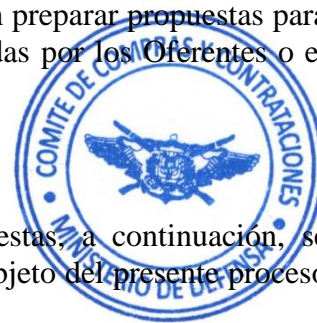 n preparar propuestas para
das por los Oferentes o e
COMITE DE COMPRAS Y CONTRATACIONES
estas, a continuación, se
bjeto del presente proceso
MINISTERIO DE DEFENSA